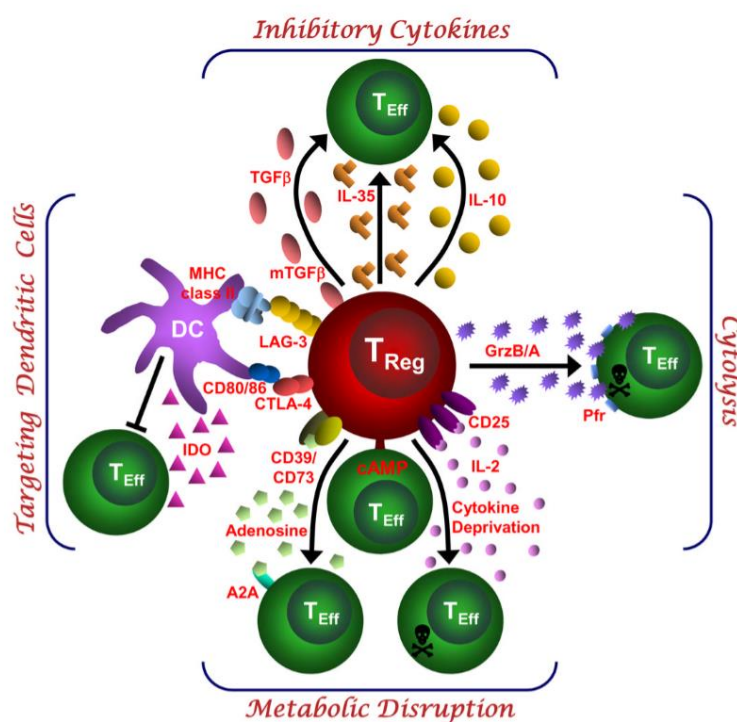 Inhibitory Cytokines
T Eff
TGFβ
IL-35
IL-10
mTGFβ
Targeting Dendritic Cells
MHC
class II
DC
LAG-3
CD80/86
CTLA-4
IDO
T Eff
T Reg
GrzB/A
T Eff
Pfr
Cytolysis
CD25
IL-2
CD39/
CD73
cAMP
T Eff
Cytokine
Deprivation
Adenosine
A2A
T Eff
T Eff
Metabolic Disruption